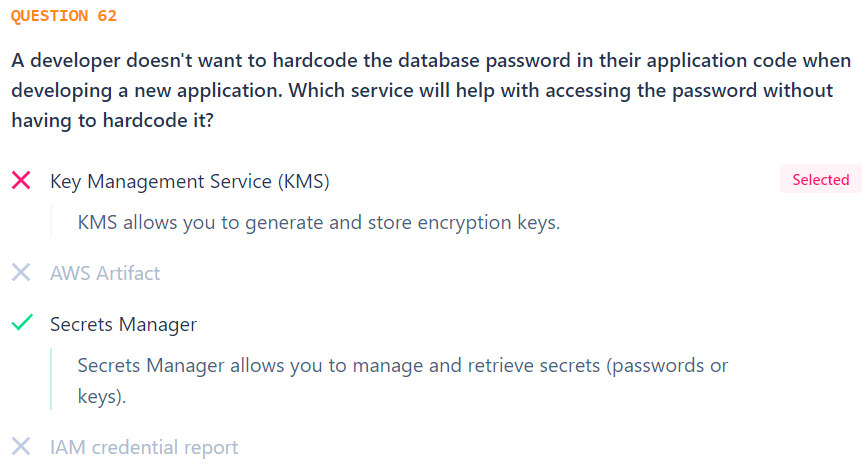 QUESTION 62
A developer doesn't want to hardcode the database password in their application code when
developing a new application. Which service will help with accessing the password without
having to hardcode it?
Key Management Service (KMS)
Selected
KMS allows you to generate and store encryption keys.
AWS Artifact
Secrets Manager
Secrets Manager allows you to manage and retrieve secrets (passwords or
keys).
IAM credential report